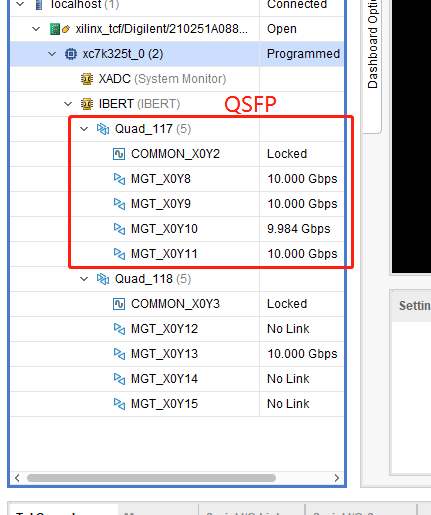 localhost (1) Connected
xilinx_tcf/Digilent/210251A088... Open
xc7k325t_0 (2) Programmed
XADC (System Monitor)
IBERT (IBERT) QSFP
Quad_117 (5)
COMMON_X0Y2 Locked
MGT_X0Y8 10.000 Gbps
MGT_X0Y9 10.000 Gbps
MGT_X0Y10 9.984 Gbps
MGT_X0Y11 10.000 Gbps
Quad_118 (5)
COMMON_X0Y3 Locked
MGT_X0Y12 No Link
MGT_X0Y13 10.000 Gbps
MGT_X0Y14 No Link
MGT_X0Y15 No Link
Dashboard Opti
Settin